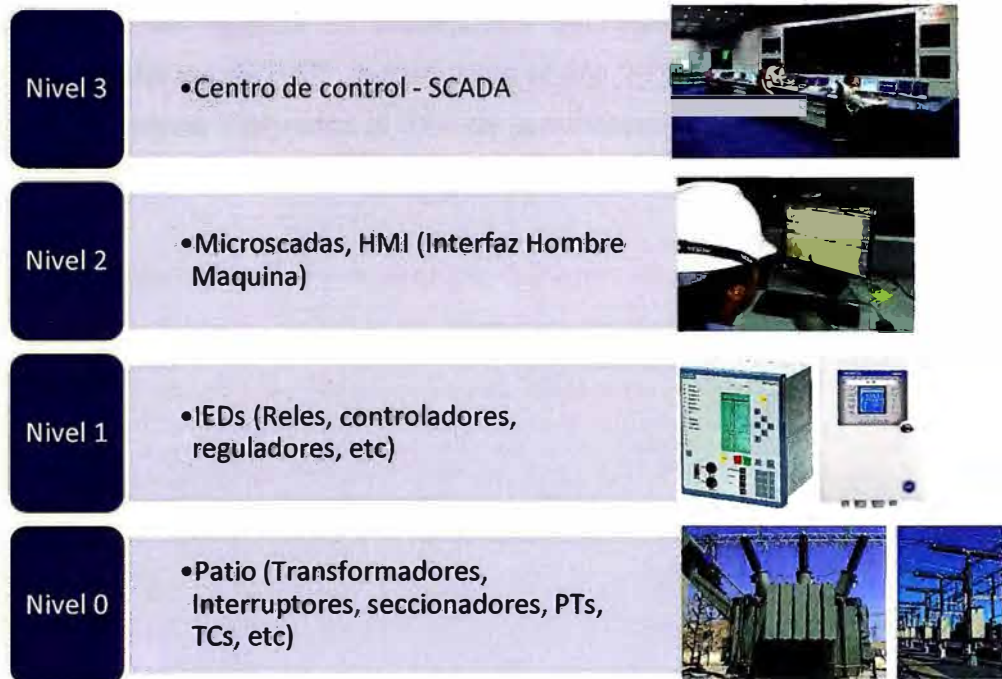 Nivel 3
•Centro de control - SCADA
Nivel 2
•Microscadas, HMI (Interfaz Hombre
Maquina)
Nivel 1
•IEDs (Reles, controladores,
reguladores, etc)
Nivel 0
•Patio (Transformadores,
Interruptores, seccionadores, PTs,
TCs, etc)